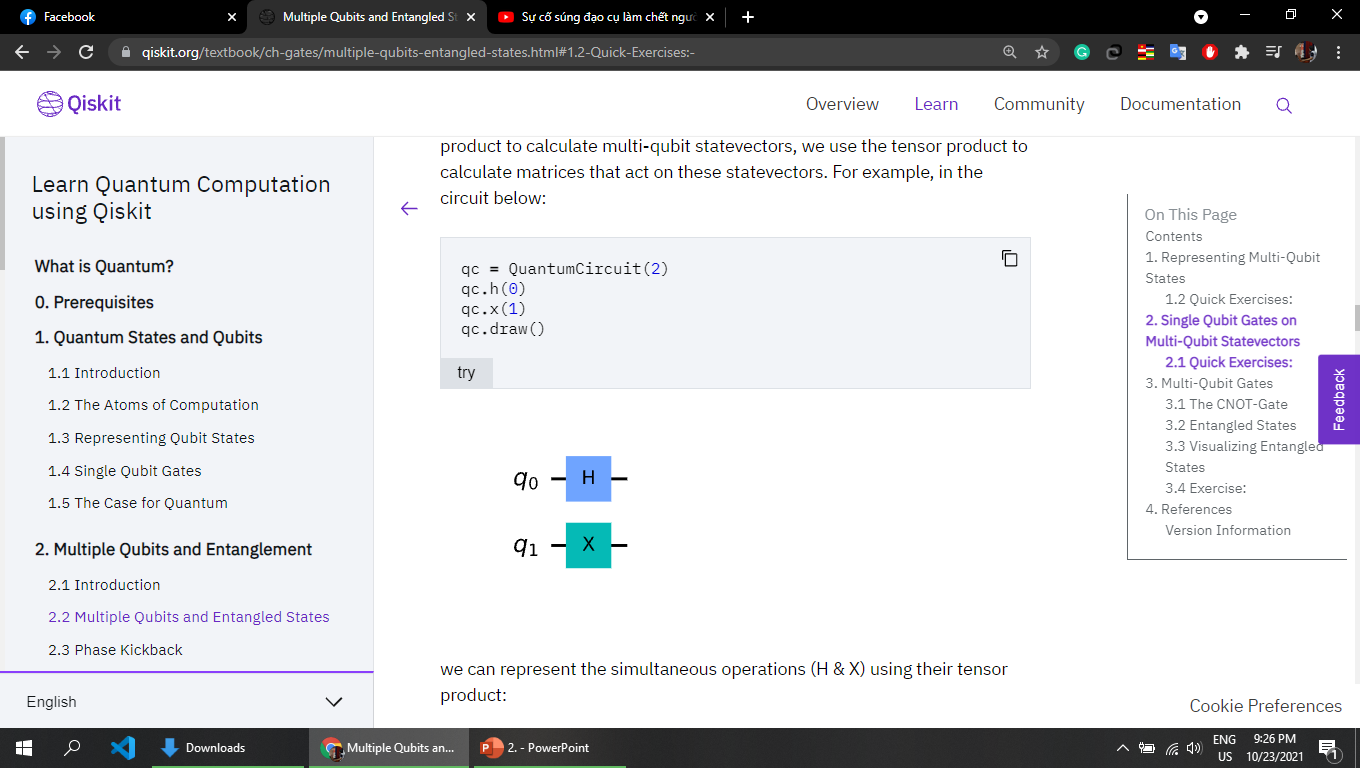 Facebook
Multiple Qubits and Entangled St
Sự cố súng đạo cụ làm chết ngườ
qiskit.org/textbook/ch-gates/multiple-qubits-entangled-states.html#1.2-Quick-Exercises:-
Qiskit
Overview Learn Community Documentation
Learn Quantum Computation
using Qiskit
What is Quantum?
0. Prerequisites
1. Quantum States and Qubits
1.1 Introduction
1.2 The Atoms of Computation
1.3 Representing Qubit States
1.4 Single Qubit Gates
1.5 The Case for Quantum
2. Multiple Qubits and Entanglement
2.1 Introduction
2.2 Multiple Qubits and Entangled States
2.3 Phase Kickback
English
product to calculate multi-qubit statevectors, we use the tensor product to
calculate matrices that act on these statevectors. For example, in the
circuit below:
qc = QuantumCircuit(2)
qc.h(0)
qc.x(1)
qc.draw()
try
q0 H
q1 X
we can represent the simultaneous operations (H & X) using their tensor
product:
On This Page
Contents
1. Representing Multi-Qubit
States
1.2 Quick Exercises:
2. Single Qubit Gates on
Multi-Qubit Statevectors
2.1 Quick Exercises:
3. Multi-Qubit Gates
3.1 The CNOT-Gate
3.2 Entangled States
3.3 Visualizing Entangled
States
3.4 Exercise:
4. References
Version Information
Feedback
Cookie Preferences
Downloads
Multiple Qubits an...
2. - PowerPoint
ENG
US
9:26 PM
10/23/2021
1